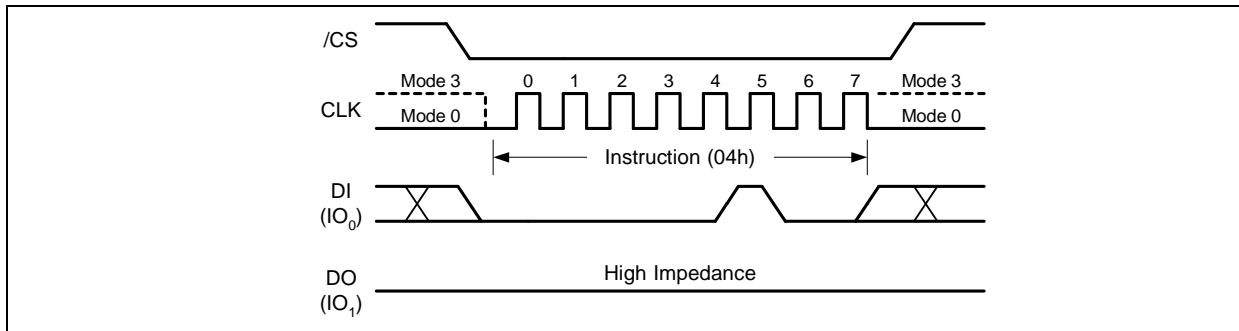 /CS
Mode 3 0 1 2 3 4 5 6 7 Mode 3
CLK
Mode 0 Mode 0
Instruction (04h)
DI
(IO0)
High Impedance
DO
(IO1)